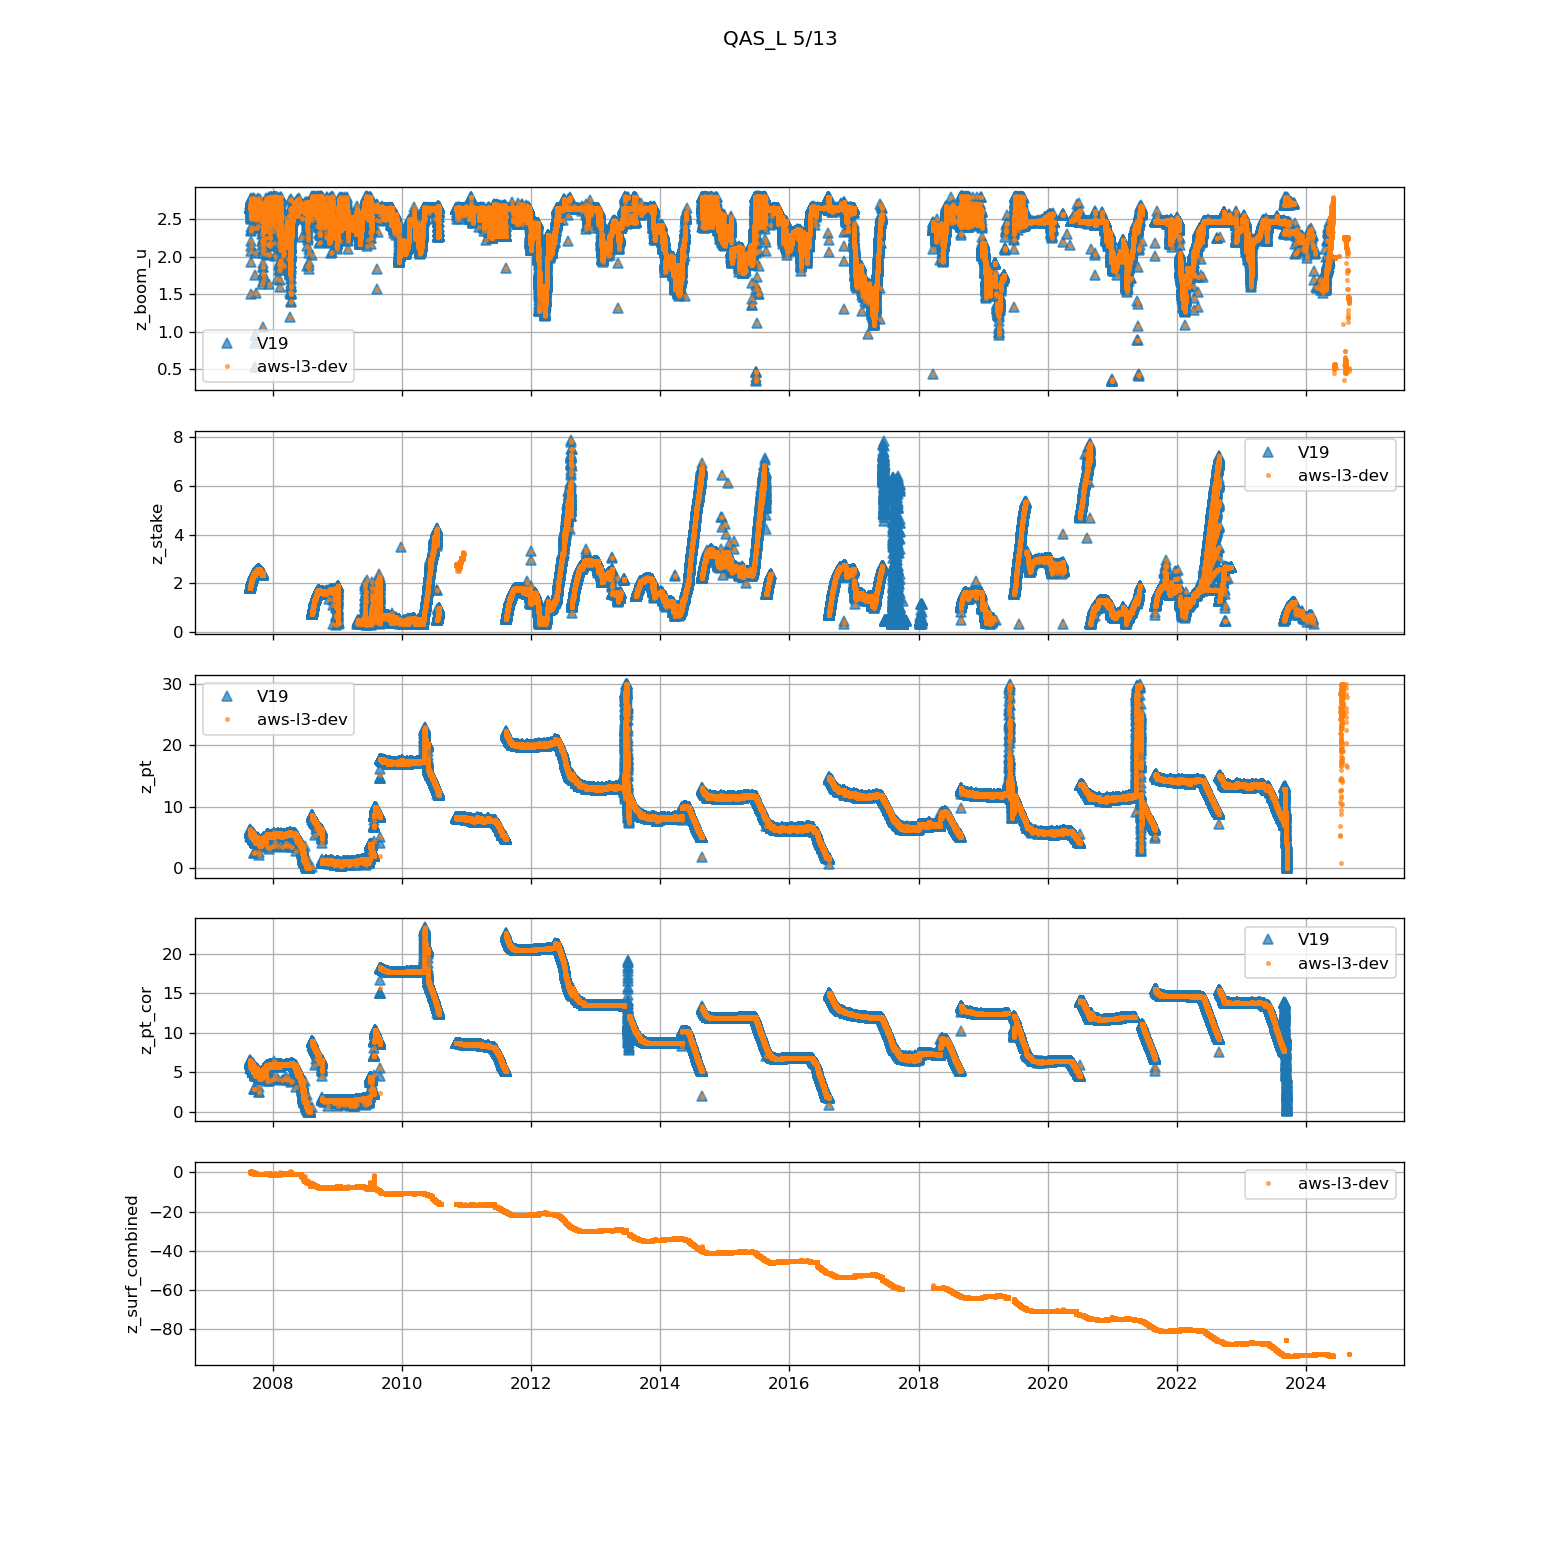 QAS_L 5/13
z_boom_u
2.5
2.0
1.5
1.0
0.5
V19
aws-l3-dev
z_stake
8
6
4
2
0
V19
aws-l3-dev
z_pt
30
20
10
0
V19
aws-l3-dev
z_pt_cor
20
15
10
5
0
V19
aws-l3-dev
z_surf_combined
0
−20
−40
−60
−80
aws-l3-dev
2008 2010 2012 2014 2016 2018 2020 2022 2024